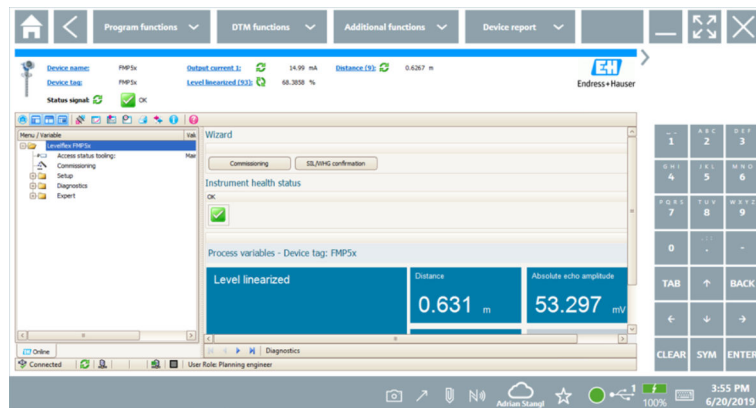 Program functions
DTM functions
Additional functions
Device report
Device name: FMP5x Output current 1: 14.99 mA Distance (9): 0.6267 m
Device tag: FMP5x Level linearized (93): 68.3858 %
Status signal: OK
Endress+Hauser
Menu / Variable Val
Levelflex FMP5x
Access status tooling: Mai
Commissioning
Setup
Diagnostics
Expert
Wizard
Commissioning SIL/WHG confirmation
Instrument health status
OK
Process variables - Device tag: FMP5x
Level linearized
Distance
0.631 m
Absolute echo amplitude
53.297 mV
Online
Diagnostics
Connected User Role: Planning engineer
1 ABC 2 DEF 3
GHI 4 JKL 5 MNO 6
PQRS 7 TUV 8 WXYZ 9
0 . -
TAB ↑ BACK
← ↓ →
CLEAR SYM ENTER
Adrian Stangl 1 100% 3:55 PM
6/20/2019